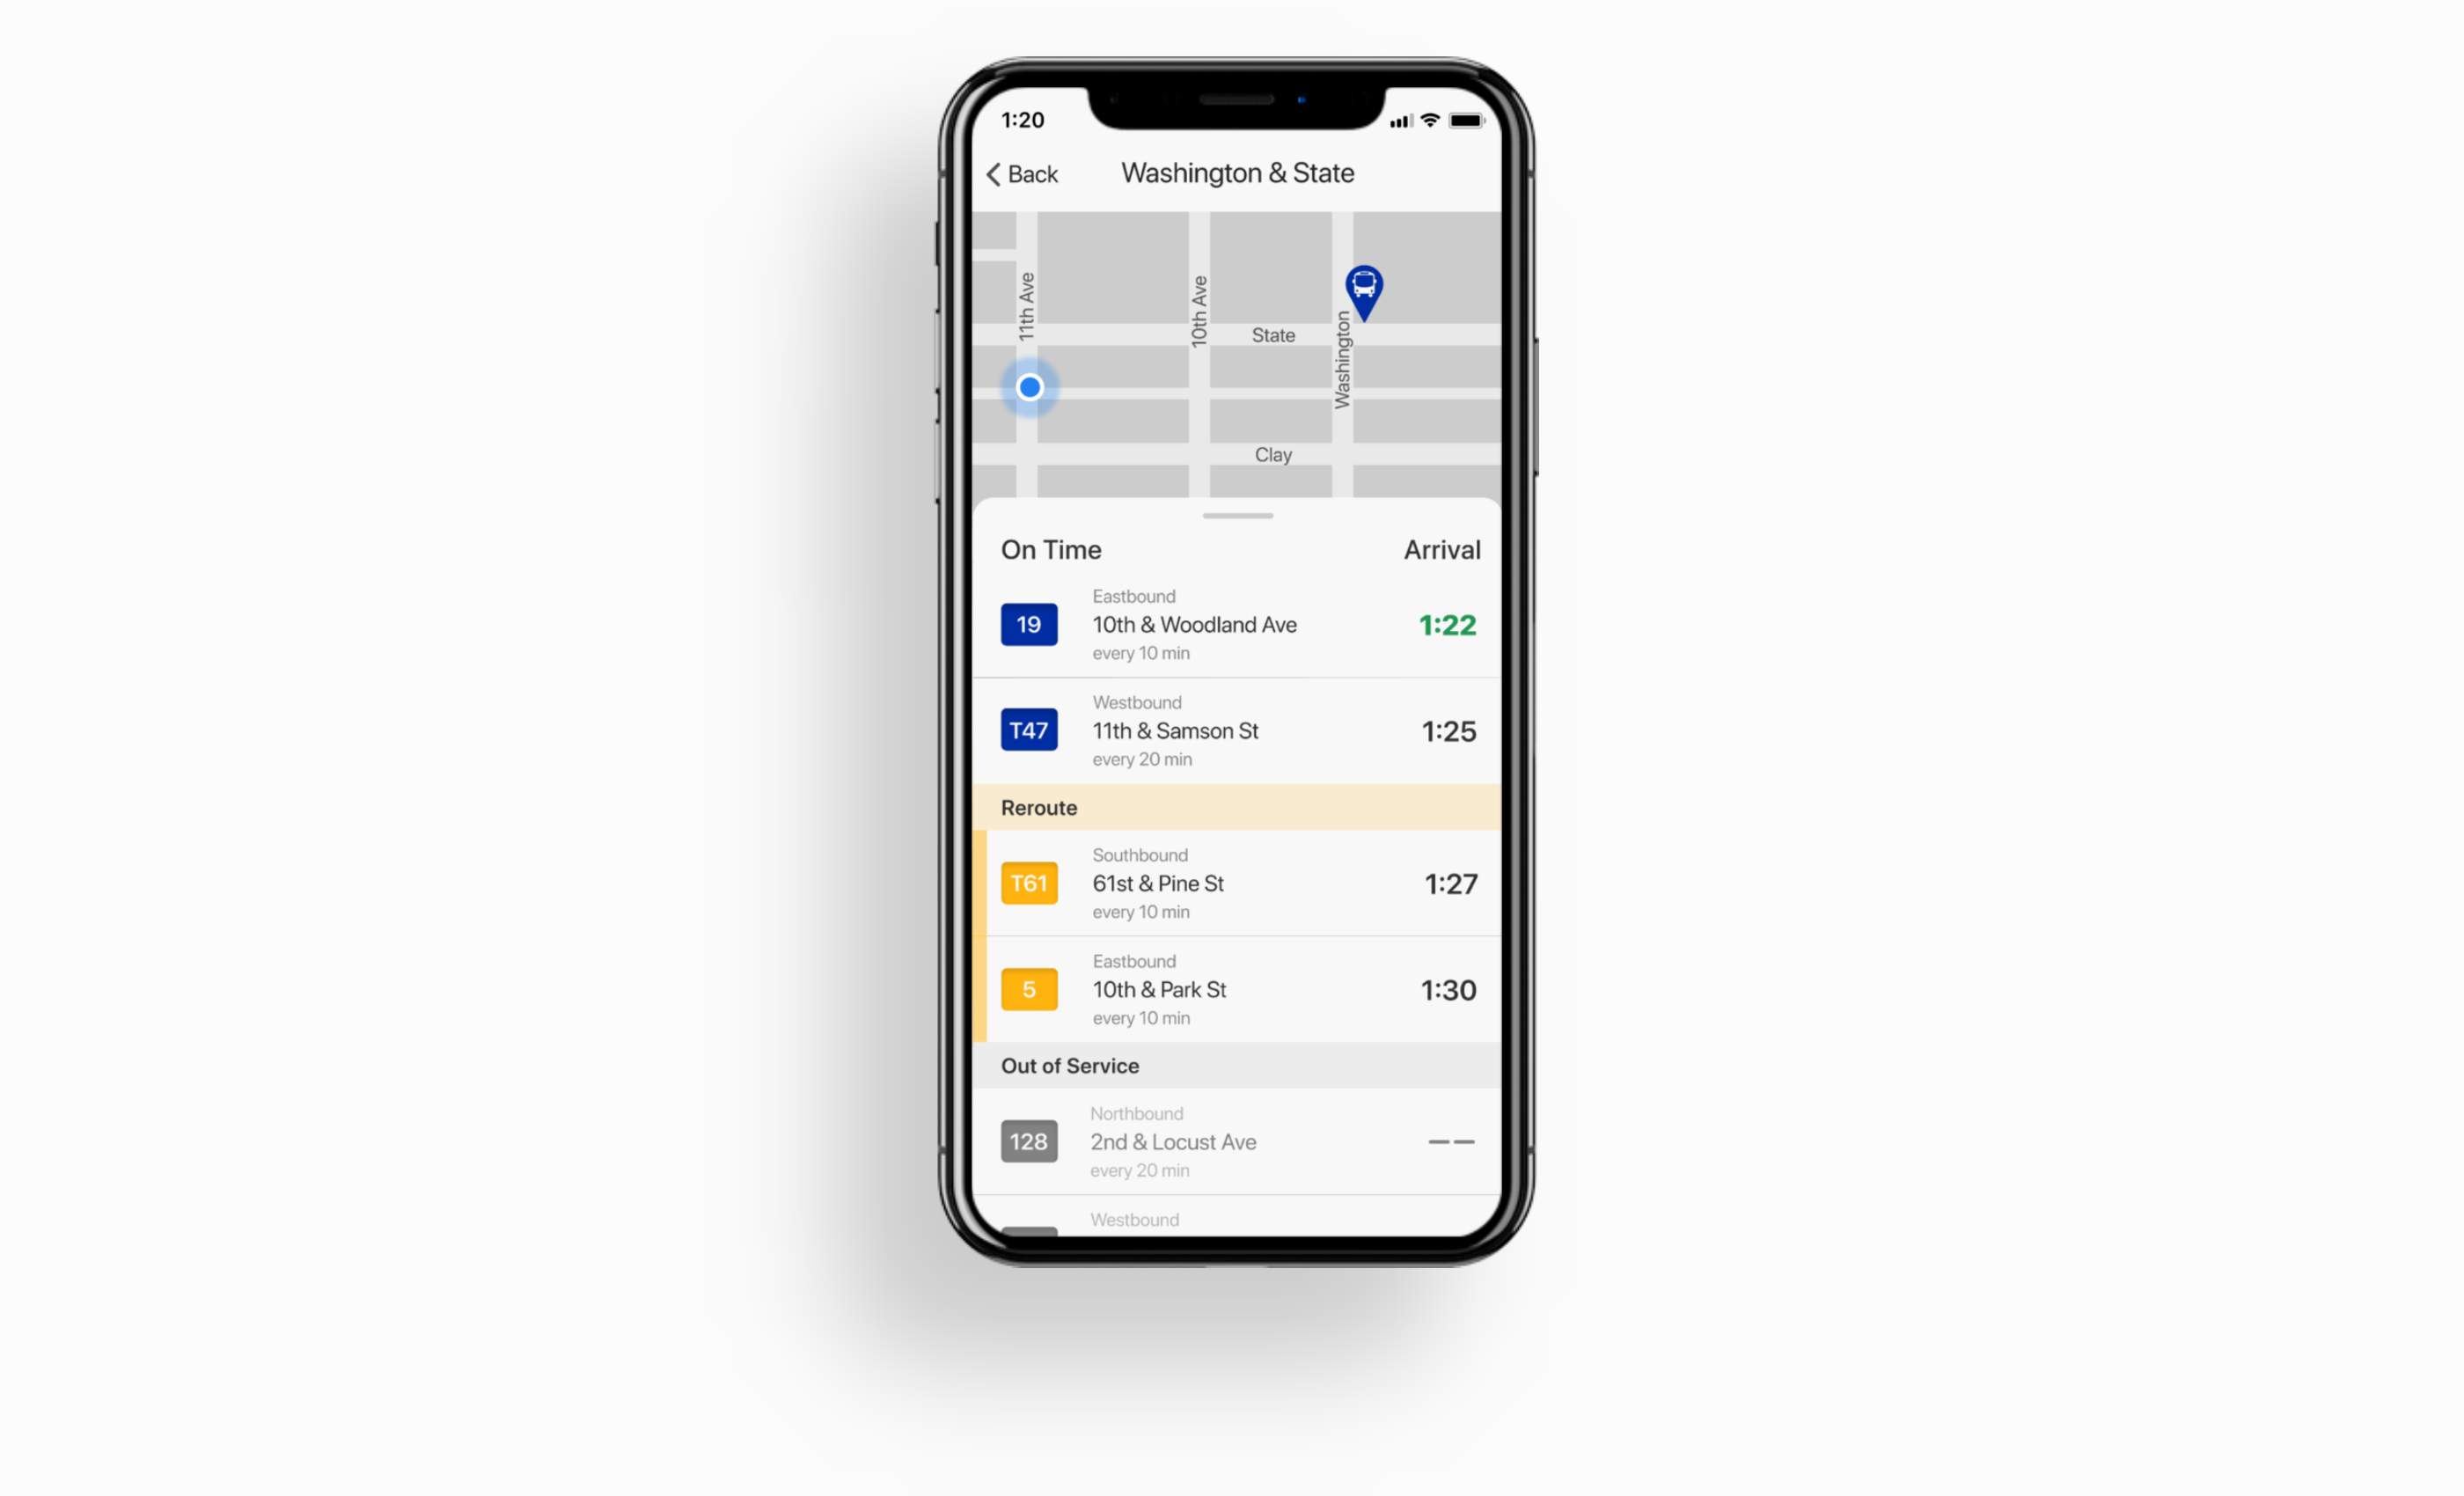 1:20
Back
Washington & State
11th Ave
10th Ave
State
Washington
Clay
On Time
Arrival
Eastbound
19
10th & Woodland Ave
1:22
every 10 min
Westbound
T47
11th & Samson St
1:25
every 20 min
Reroute
Southbound
T61
61st & Pine St
1:27
every 10 min
Eastbound
5
10th & Park St
1:30
every 10 min
Out of Service
Northbound
128
2nd & Locust Ave
— —
every 20 min
Westbound